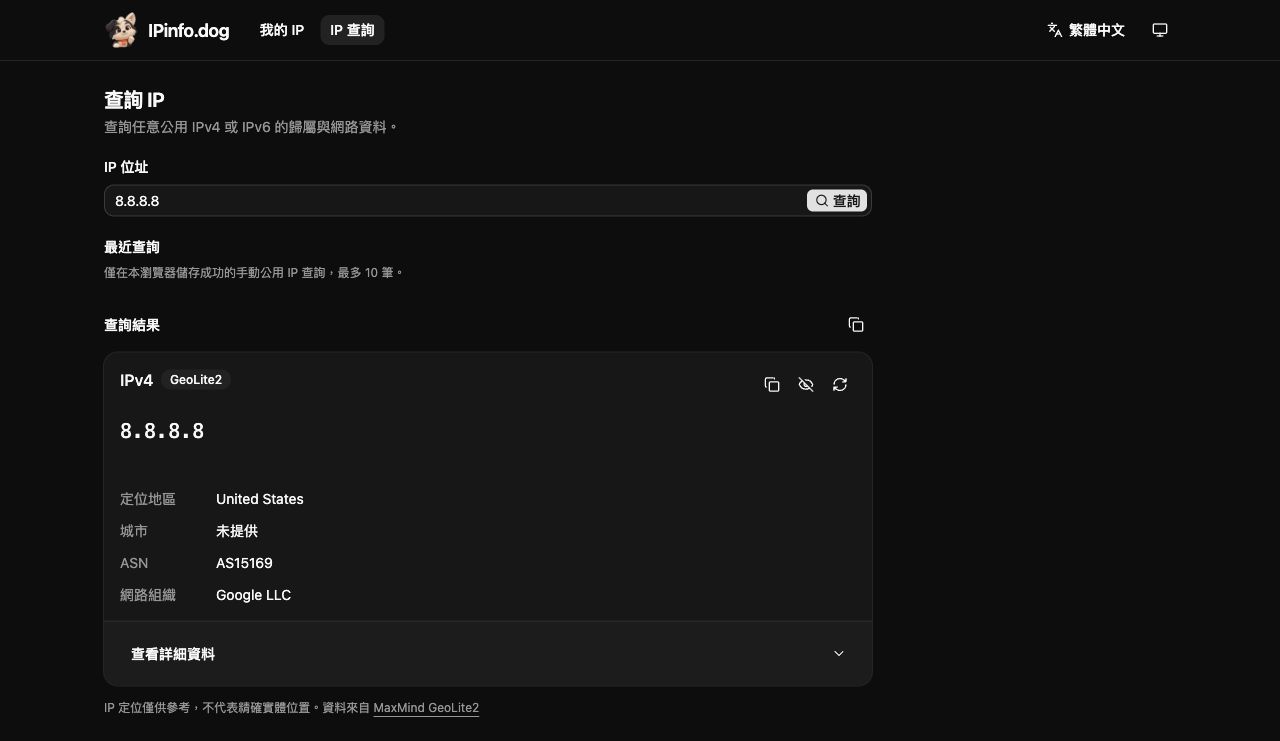 IPinfo.dog 我的 IP IP 查詢 繁體中文
查詢 IP
查詢任意公用 IPv4 或 IPv6 的歸屬與網路資料。
IP 位址
8.8.8.8 查詢
最近查詢
僅在本瀏覽器儲存成功的手動公用 IP 查詢，最多 10 筆。
查詢結果
IPv4 GeoLite2
8.8.8.8
定位地區 United States
城市 未提供
ASN AS15169
網路組織 Google LLC
查看詳細資料
IP 定位僅供參考，不代表精確實體位置。資料來自 MaxMind GeoLite2